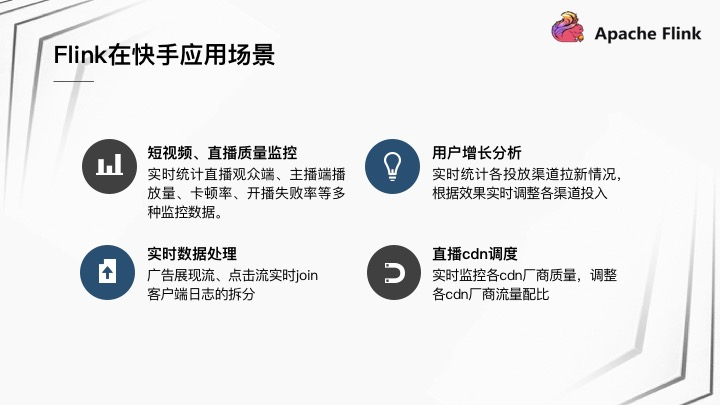 Apache Flink
Flink在快手应用场景
短视频、直播质量监控
实时统计直播观众端、主播端播
放量、卡顿率、开播失败率等多
种监控数据。
用户增长分析
实时统计各投放渠道拉新情况，
根据效果实时调整各渠道投入
实时数据处理
广告展现流、点击流实时join
客户端日志的拆分
直播cdn调度
实时监控各cdn厂商质量，调整
各cdn厂商流量配比